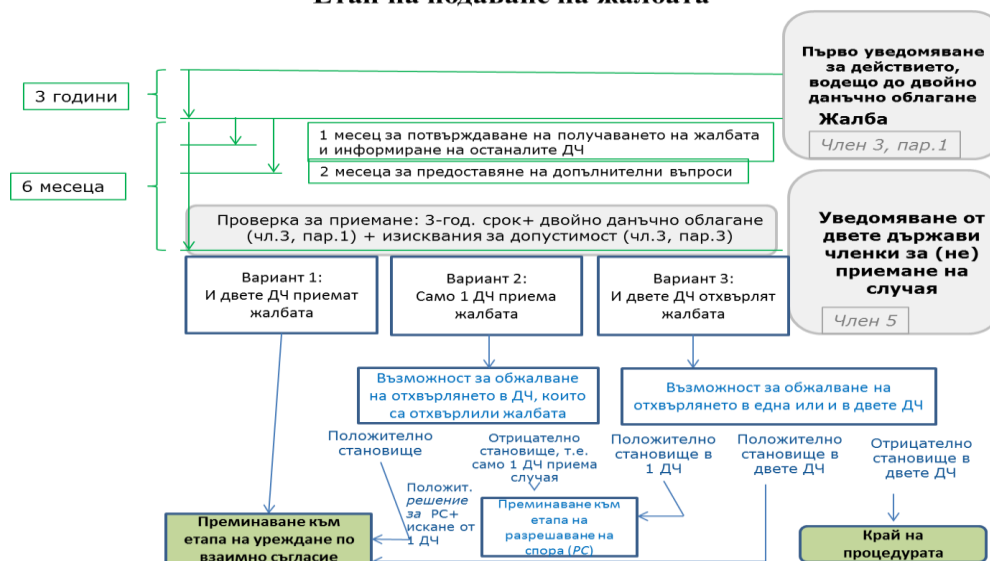 Етап на подаване на жалбата
Първо уведомяване
за действието,
водещо до двойно
данъчно облагане
Жалба
Член 3, пар.1
3 години
1 месец за потвърждаване на получаването на жалбата
и информиране на останалите ДЧ
2 месеца за предоставяне на допълнителни въпроси
6 месеца
Проверка за приемане: 3-год. срок+ двойно данъчно облагане
(чл.3, пар.1) + изисквания за допустимост (чл.3, пар.3)
Уведомяване от
двете държави
членки за (не)
приемане на
случая
Член 5
Вариант 1:
И двете ДЧ приемат
жалбата
Вариант 2:
Само 1 ДЧ приема
жалбата
Вариант 3:
И двете ДЧ отхвърлят
жалбата
Възможност за обжалване
на отхвърлянето в ДЧ, които
са отхвърлили жалбата
Възможност за обжалване на
отхвърлянето в една или и в двете ДЧ
Положително
становище
Отрицателно
становище, т.е.
само 1 ДЧ приема
случая
Положително
становище в
1 ДЧ
Положително
становище в
двете ДЧ
Отрицателно
становище в
двете ДЧ
Положит.
решение
за РС+
искане от
1 ДЧ
Преминаване към
етапа на
разрешаване на
спора (РС)
Преминаване към
етапа на уреждане по
взаимно съгласие
Край на
процедурата